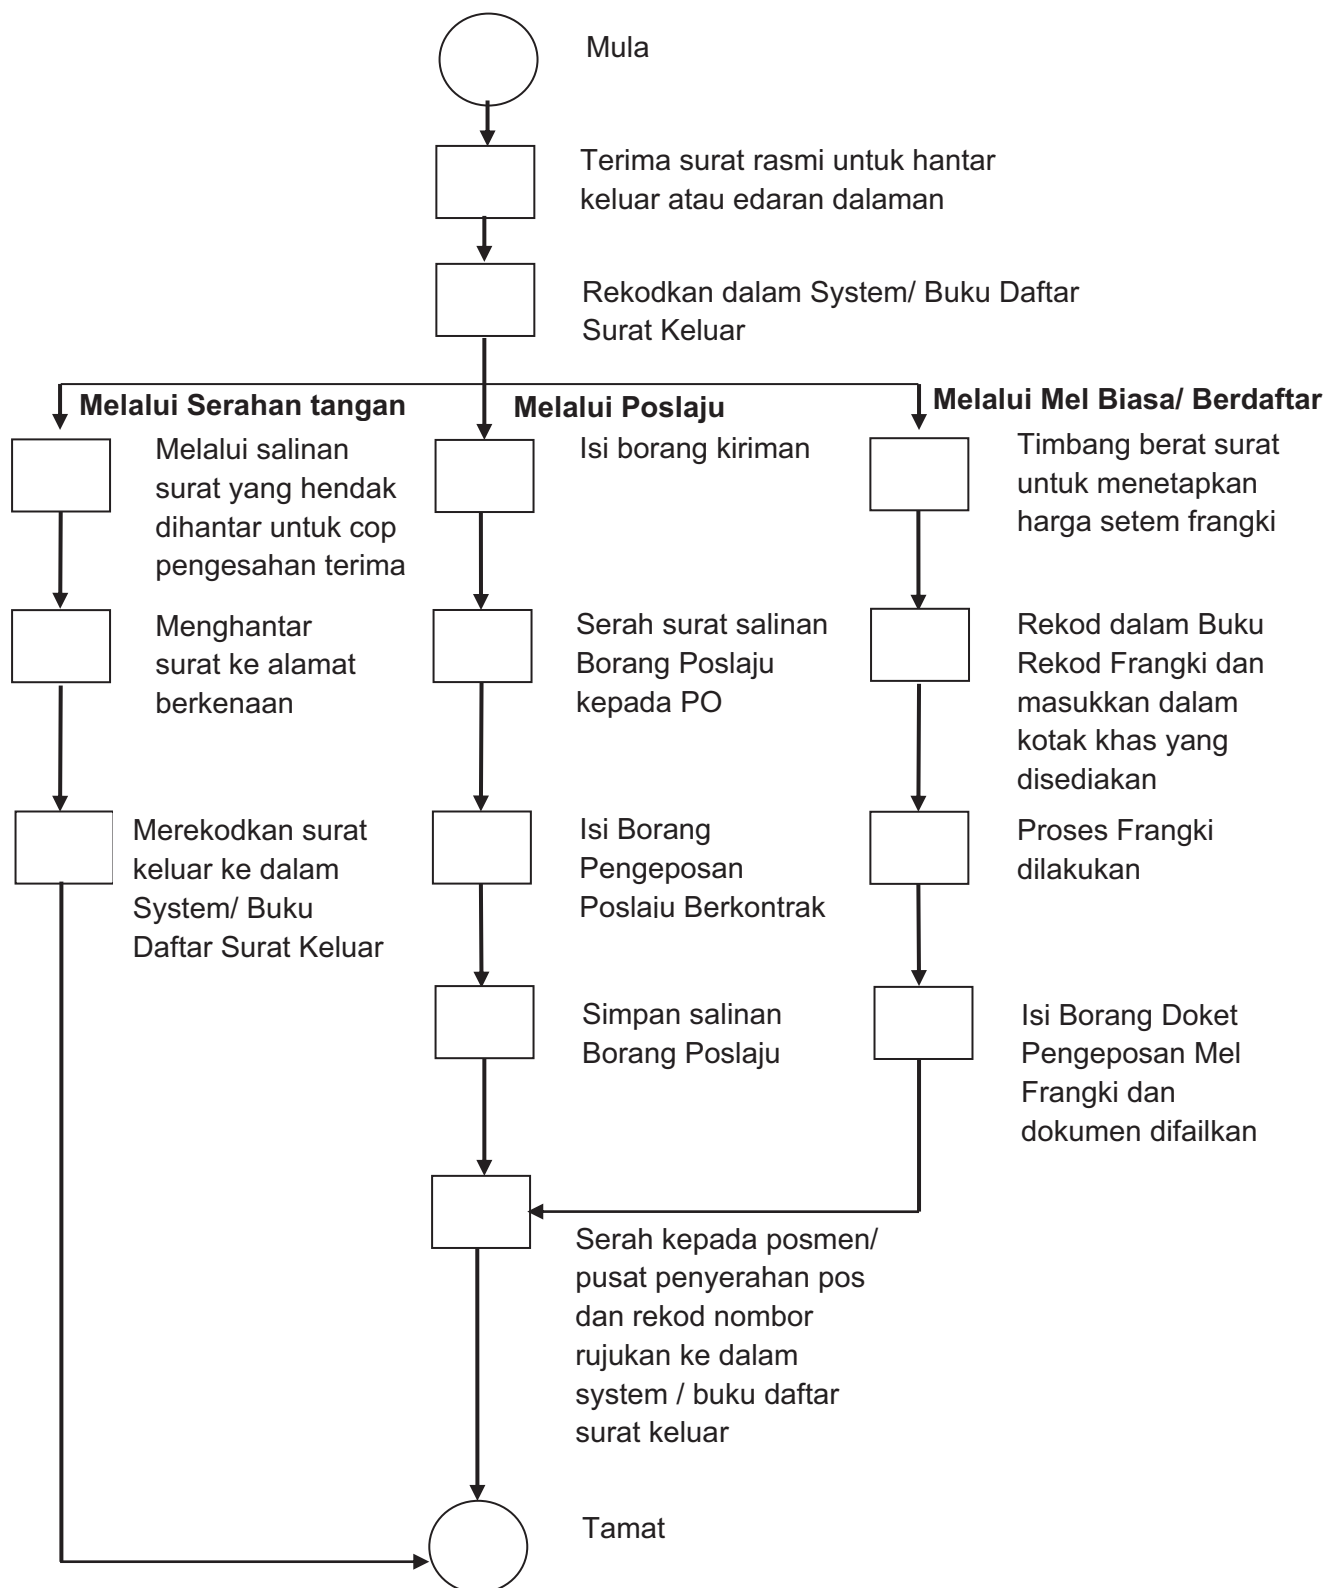 Mula
Terima surat rasmi untuk hantar
keluar atau edaran dalaman
Rekodkan dalam System/ Buku Daftar
Surat Keluar
Melalui Serahan tangan
Melalui salinan
surat yang hendak
dihantar untuk cop
pengesahan terima
Menghantar
surat ke alamat
berkenaan
Merekodkan surat
keluar ke dalam
System/ Buku
Daftar Surat Keluar
Melalui Poslaju
Isi borang kiriman
Serah surat salinan
Borang Poslaju
kepada PO
Isi Borang
Pengeposan
Poslaju Berkontrak
Simpan salinan
Borang Poslaju
Melalui Mel Biasa/ Berdaftar
Timbang berat surat
untuk menetapkan
harga setem frangki
Rekod dalam Buku
Rekod Frangki dan
masukkan dalam
kotak khas yang
disediakan
Proses Frangki
dilakukan
Isi Borang Doket
Pengeposan Mel
Frangki dan
dokumen difailkan
Serah kepada posmen/
pusat penyerahan pos
dan rekod nombor
rujukan ke dalam
system / buku daftar
surat keluar
Tamat